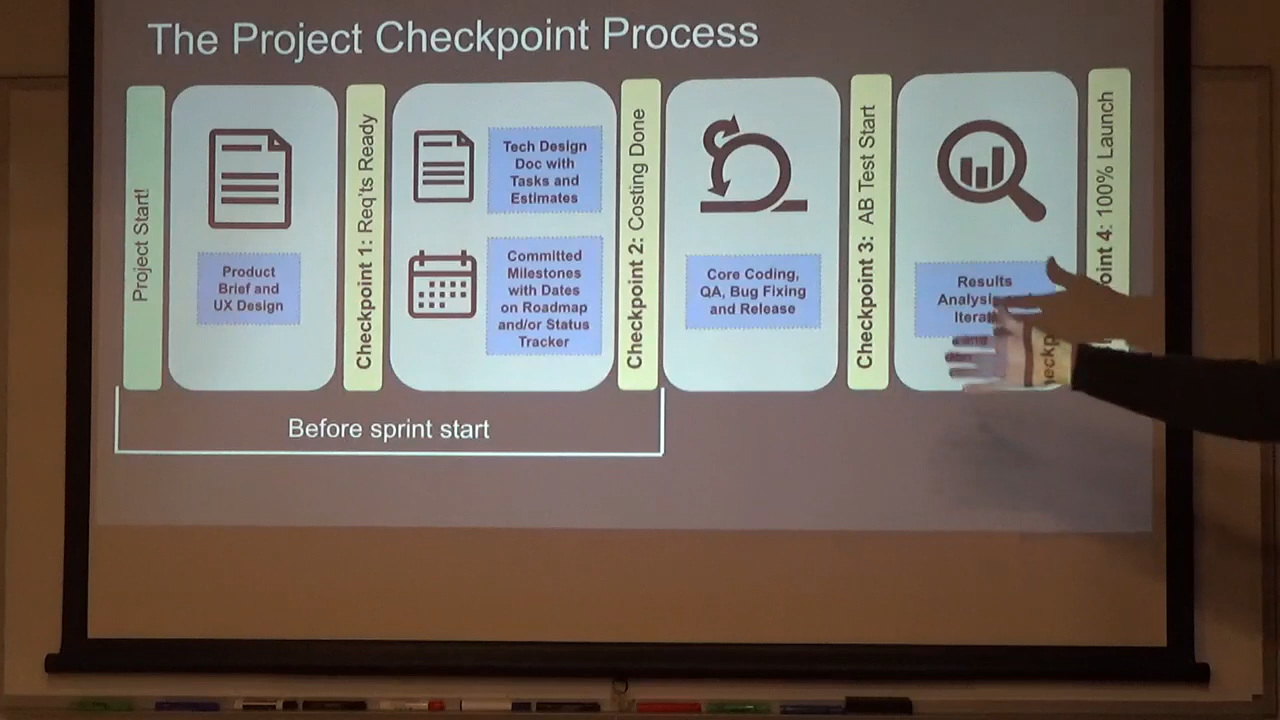 The Project Checkpoint Process
Project Start!
Product
Brief and
UX Design
Checkpoint 1: Req'ts Ready
Tech Design
Doc with
Tasks and
Estimates
Committed
Milestones
with Dates
on Roadmap
and/or Status
Tracker
Checkpoint 2: Costing Done
Core Coding,
QA, Bug Fixing
and Release
Checkpoint 3: AB Test Start
Results
Analysis
Iterat
heckpoint 4: 100% Launch
Before sprint start